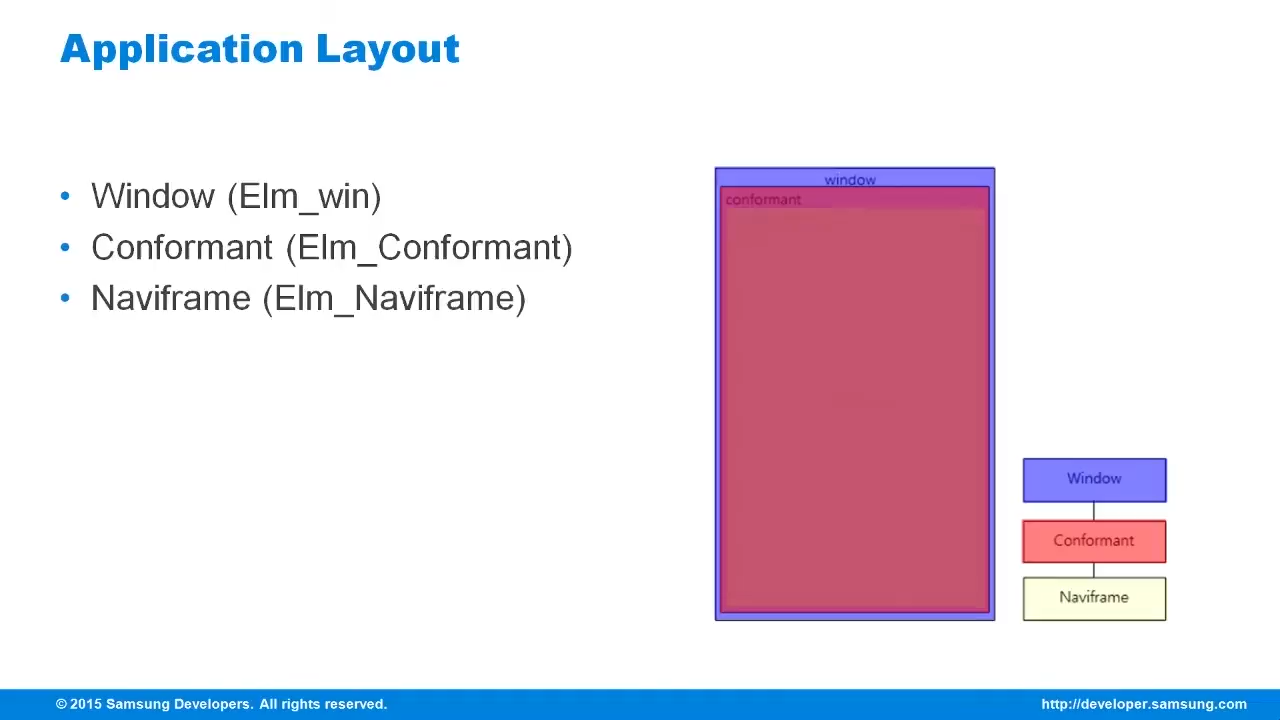 Application Layout
• Window (Elm_win)
• Conformant (Elm_Conformant)
• Naviframe (Elm_Naviframe)
window
conformant
Window
Conformant
Naviframe
© 2015 Samsung Developers. All rights reserved.
http://developer.samsung.com